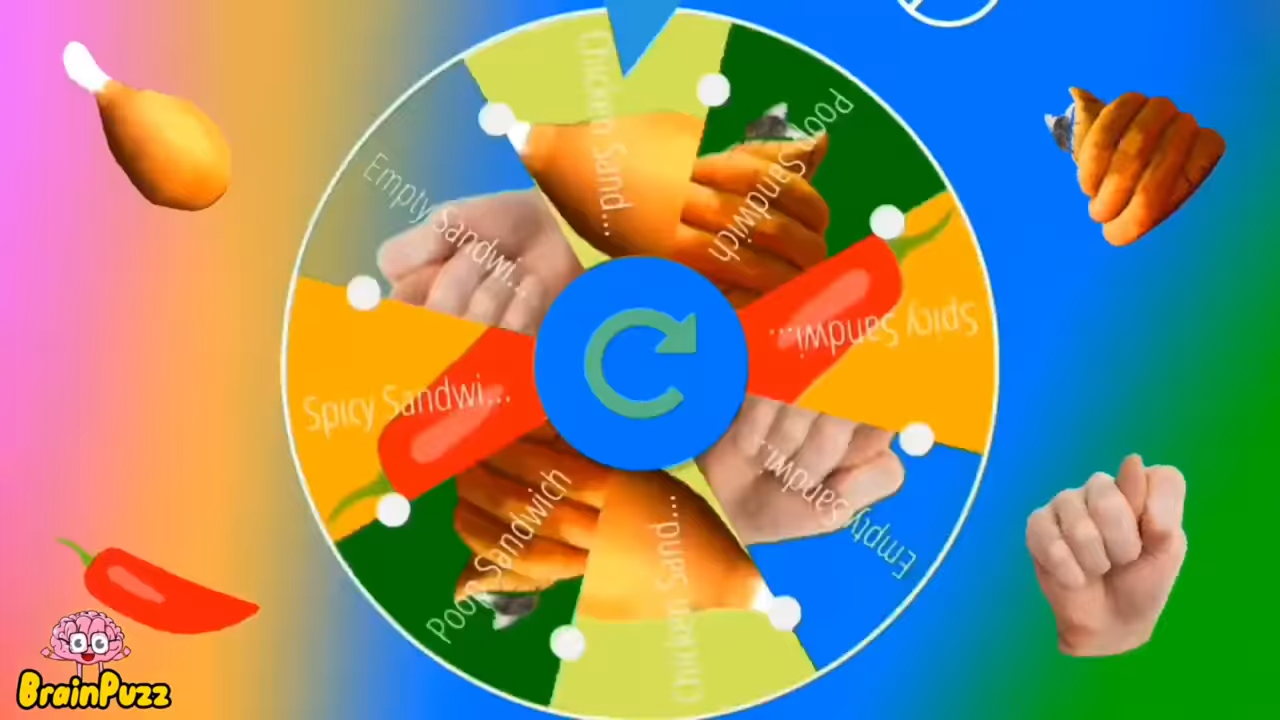 Chicken Sand...
Poop Sandwich
Spicy Sandwi...
Empty Sandwi...
Chicken Sand...
Poop Sandwich
Spicy Sandwi...
Empty Sandwi...
BrainPuzz